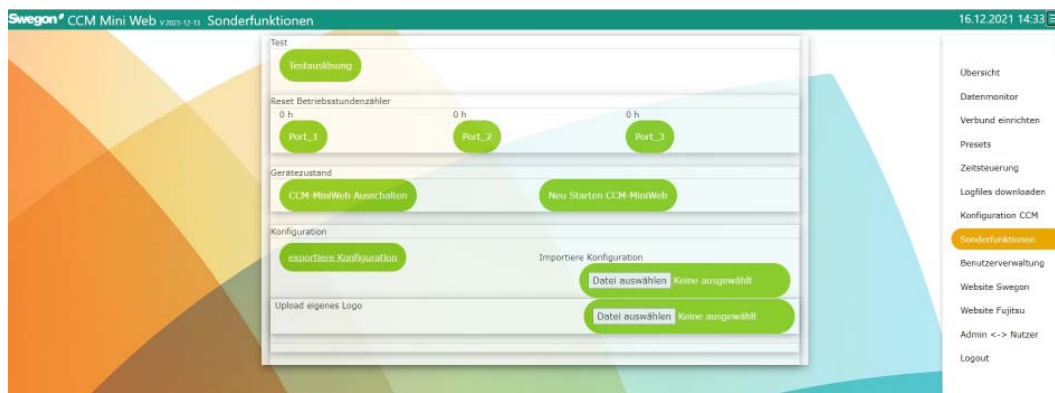 Swegon CCM Mini Web V 2021-12-13 Sonderfunktionen 16.12.2021 14:33
Test
Testauslösung
Reset Betriebsstundenzähler
0 h 0 h 0 h
Port_1 Port_2 Port_3
Gerätezustand
CCM-MiniWeb Ausschalten Neu Starten CCM-MiniWeb
Konfiguration
exportiere Konfiguration Importiere Konfiguration
Datei auswählen Keine ausgewählt
Upload eigenes Logo
Datei auswählen Keine ausgewählt
Übersicht
Datenmonitor
Verbund einrichten
Presets
Zeitsteuerung
Logfiles downloaden
Konfiguration CCM
Sonderfunktionen
Benutzerverwaltung
Website Swegon
Website Fujitsu
Admin <-> Nutzer
Logout